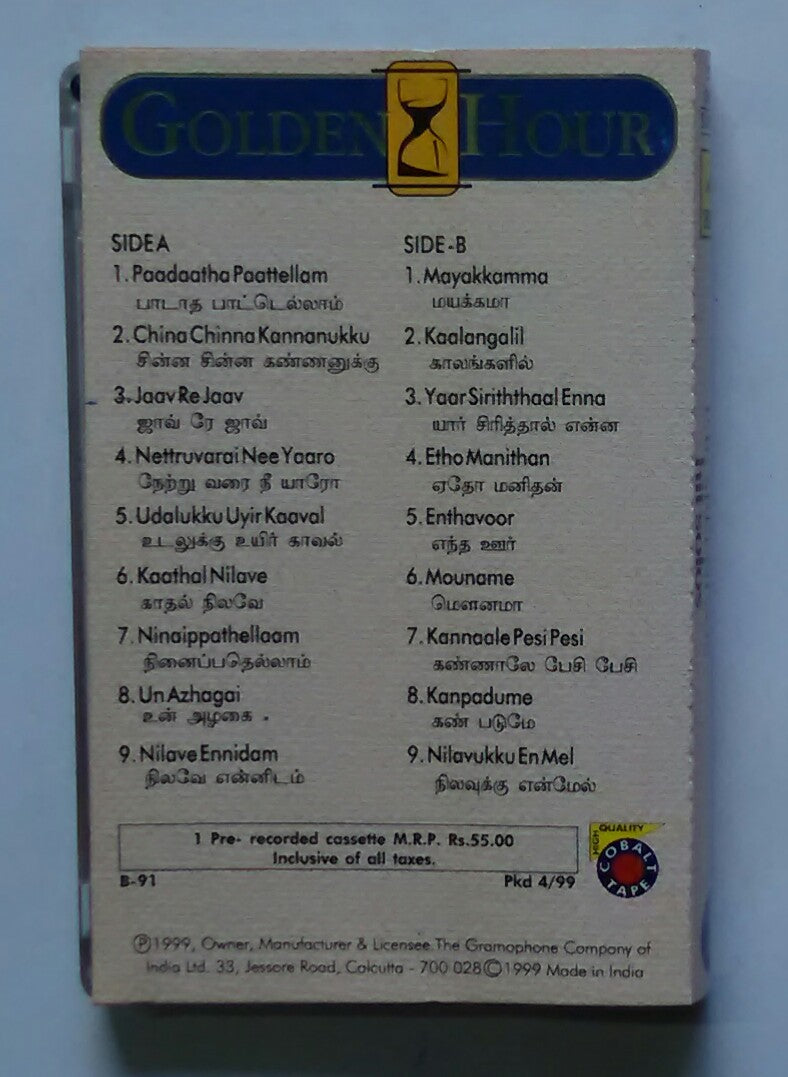 GOLDEN HOUR
SIDE A
1. Paadaatha Paattellam
பாடாத பாட்டெல்லாம்
2. China Chinna Kannanukku
சின்ன சின்ன கண்ணனுக்கு
3. Jaav Re Jaav
ஜாவ் ரே ஜாவ்
4. Nettruvarai Nee Yaaro
நேற்று வரை நீ யாரோ
5. Udalukku Uyir Kaaval
உடலுக்கு உயிர் காவல்
6. Kaathal Nilave
காதல் நிலவே
7. Ninaippathellaam
நினைப்பதெல்லாம்
8. Un Azhagai
உன் அழகை .
9. Nilave Ennidam
நிலவே என்னிடம்
SIDE-B
1. Mayakkamma
மயக்கமா
2. Kaalangalil
காலங்களில்
3. Yaar Siriththaal Enna
யார் சிரித்தால் என்ன
4. Etho Manithan
ஏதோ மனிதன்
5. Enthavoor
எந்த ஊர்
6. Mouname
மௌனமா
7. Kannaale Pesi Pesi
கண்ணாலே பேசி பேசி
8. Kanpadume
கண் படுமே
9. Nilavukku En Mel
நிலவுக்கு என்மேல்
1 Pre- recorded cassette M.R.P. Rs.55.00
Inclusive of all taxes.
B-91 Pkd 4/99
HIGH QUALITY
COBALT
TAPE
Ⓟ1999, Owner, Manufacturer & Licensee The Gramophone Company of
India Ltd. 33, Jessore Road, Calcutta - 700 028 ©1999 Made in India